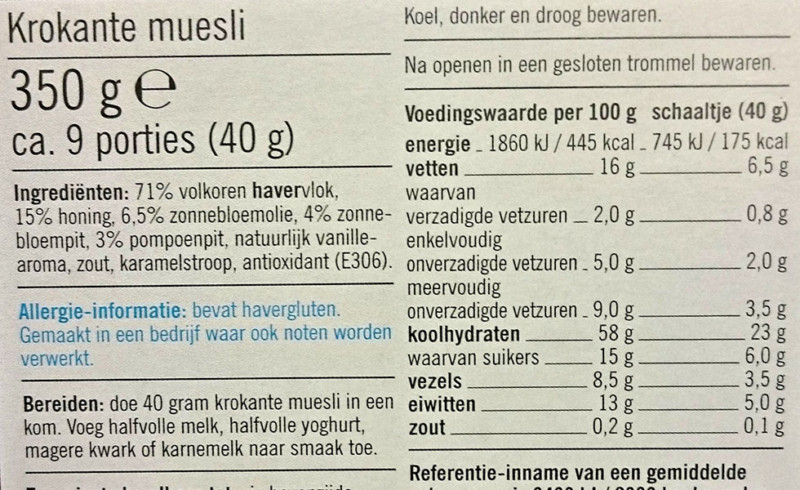 Krokante muesli
350 g ℮
ca. 9 porties (40 g)
Ingrediënten: 71% volkoren havervlok,
15% honing, 6,5% zonnebloemolie, 4% zonne-
bloempit, 3% pompoenpit, natuurlijk vanille-
aroma, zout, karamelstroop, antioxidant (E306).
Allergie-informatie: bevat havergluten.
Gemaakt in een bedrijf waar ook noten worden
verwerkt.
Bereiden: doe 40 gram krokante muesli in een
kom. Voeg halfvolle melk, halfvolle yoghurt,
magere kwark of karnemelk naar smaak toe.
Koel, donker en droog bewaren.
Na openen in een gesloten trommel bewaren.
Voedingswaarde per 100 g schaaltje (40 g)
energie 1860 kJ / 445 kcal 745 kJ / 175 kcal
vetten 16 g 6,5 g
waarvan
verzadigde vetzuren 2,0 g 0,8 g
enkelvoudig
onverzadigde vetzuren 5,0 g 2,0 g
meervoudig
onverzadigde vetzuren 9,0 g 3,5 g
koolhydraten 58 g 23 g
waarvan suikers 15 g 6,0 g
vezels 8,5 g 3,5 g
eiwitten 13 g 5,0 g
zout 0,2 g 0,1 g
Referentie-inname van een gemiddelde